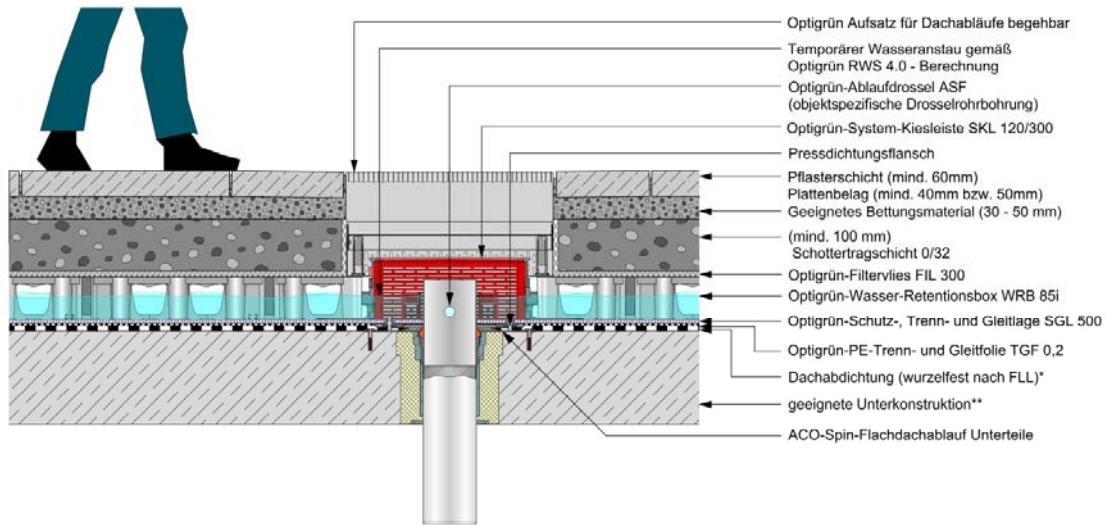 Optigrün Aufsatz für Dachabläufe begehbar
Temporärer Wasseranstau gemäß
Optigrün RWS 4.0 - Berechnung
Optigrün-Ablaufdrossel ASF
(objektspezifische Drosselrohrbohrung)
Optigrün-System-Kiesleiste SKL 120/300
Pressdichtungsflansch
Pflasterschicht (mind. 60mm)
Plattenbelag (mind. 40mm bzw. 50mm)
Geeignetes Bettungsmaterial (30 - 50 mm)
(mind. 100 mm)
Schottertragschicht 0/32
Optigrün-Filtervlies FIL 300
Optigrün-Wasser-Retentionsbox WRB 85i
Optigrün-Schutz-, Trenn- und Gleitlage SGL 500
Optigrün-PE-Trenn- und Gleitfolie TGF 0,2
Dachabdichtung (wurzelfest nach FLL)*
geeignete Unterkonstruktion**
ACO-Spin-Flachdachablauf Unterteile